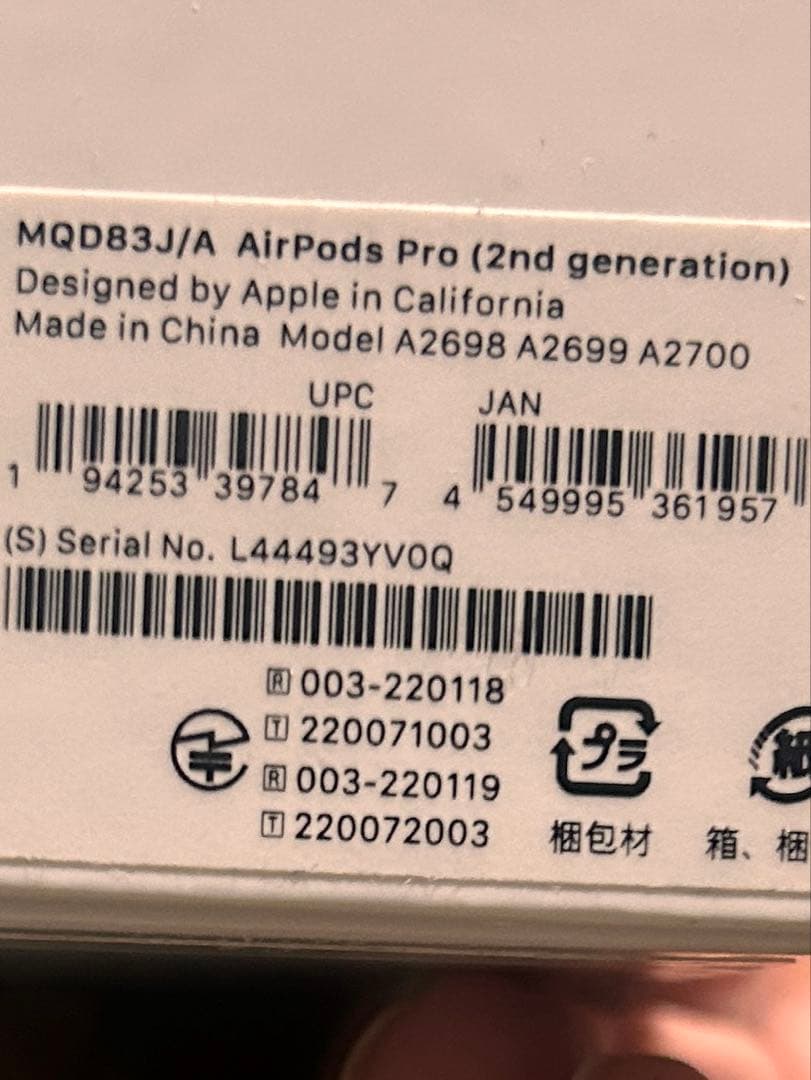 MQD83J/A AirPods Pro (2nd generation)
Designed by Apple in California
Made in China Model A2698 A2699 A2700
UPC JAN
1 94253 39784 7 4 549995 361957
(S) Serial No. L44493YV0Q
R 003-220118
T 220071003
R 003-220119
T 220072003
プラ 紙
梱包材 箱、梱